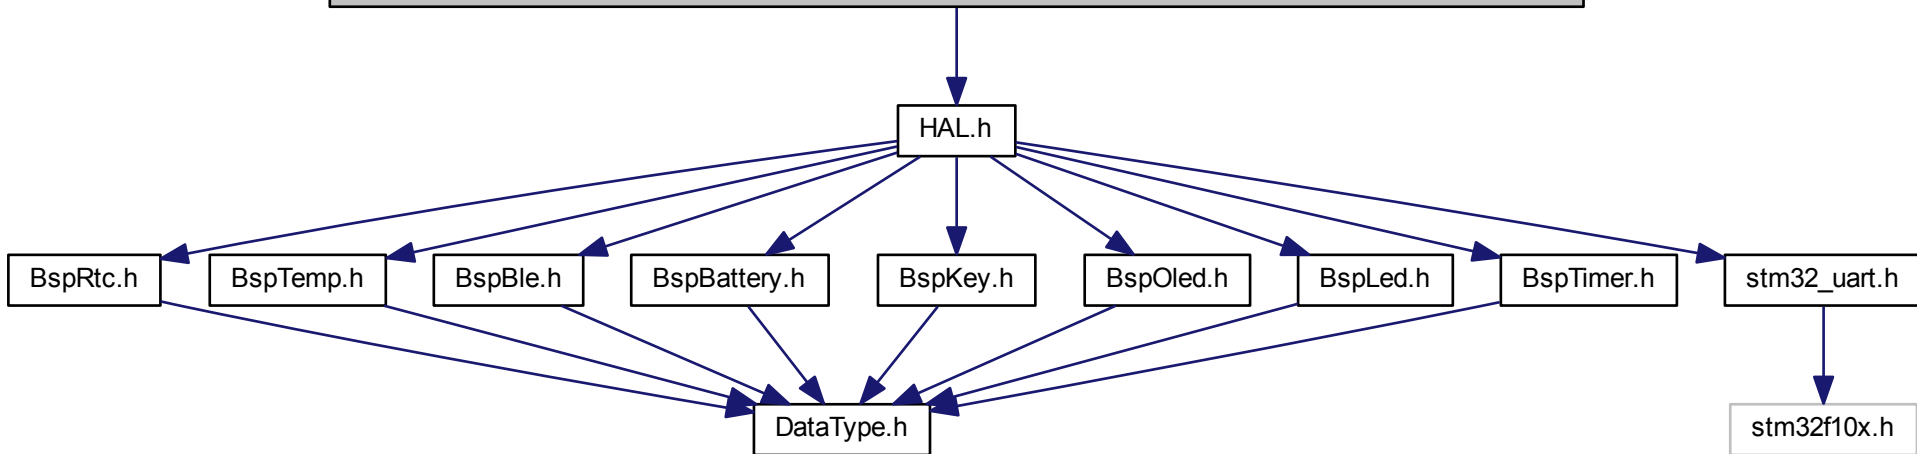 HAL.h
BspRtc.h
BspTemp.h
BspBle.h
BspBattery.h
BspKey.h
BspOled.h
BspLed.h
BspTimer.h
stm32_uart.h
DataType.h
stm32f10x.h